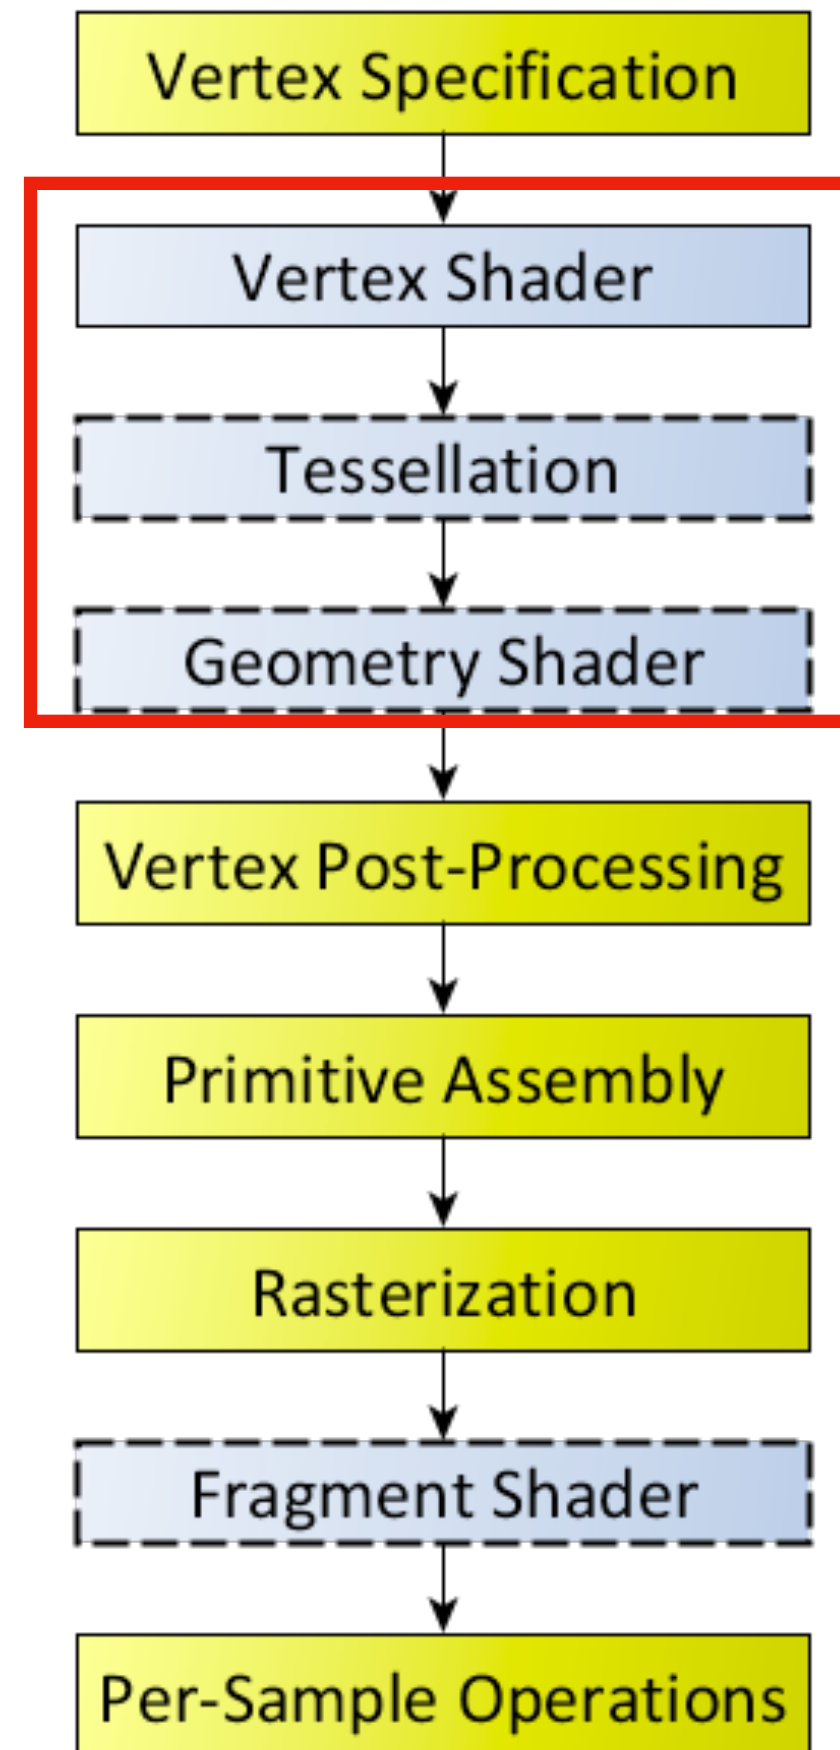 Vertex Specification
Vertex Shader
Tessellation
Geometry Shader
Vertex Post-Processing
Primitive Assembly
Rasterization
Fragment Shader
Per-Sample Operations